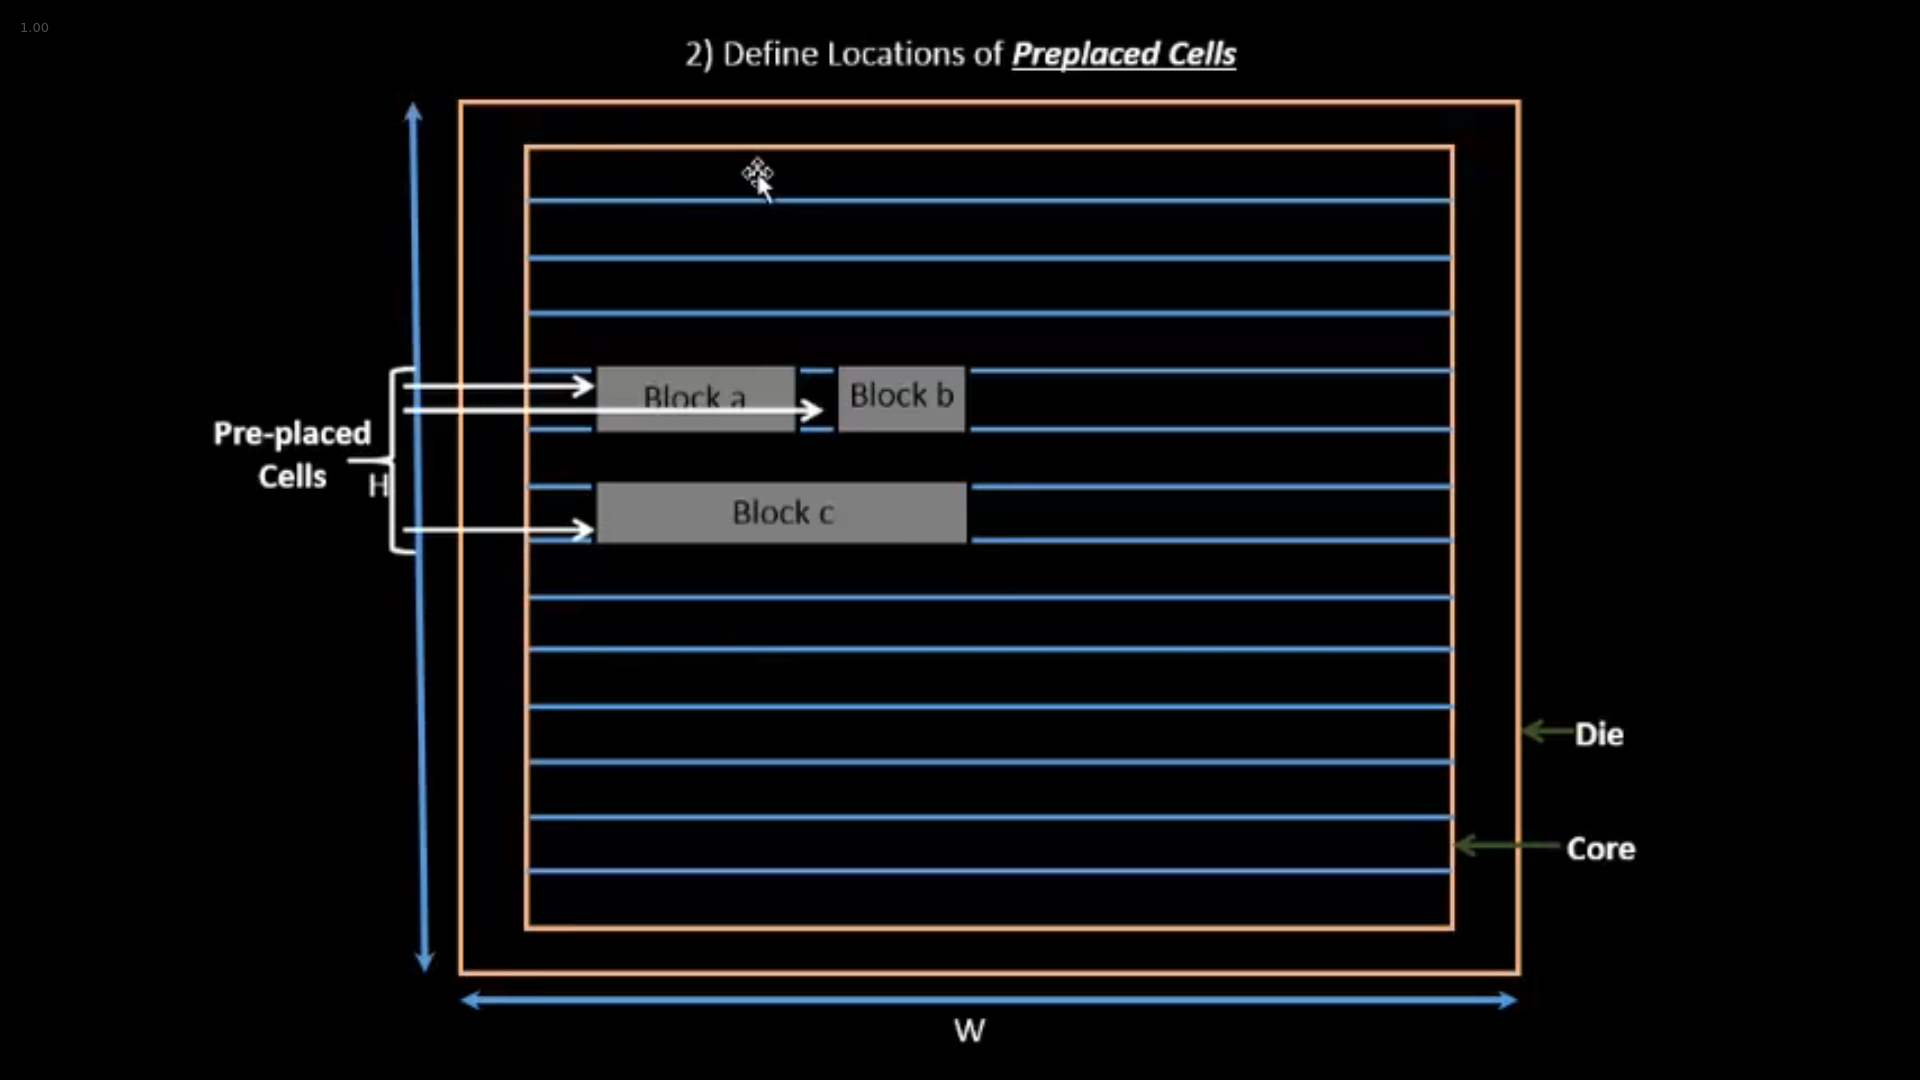 1.00
2) Define Locations of Preplaced Cells
Block a
Block b
Pre-placed
Cells
H
Block c
Die
Core
W